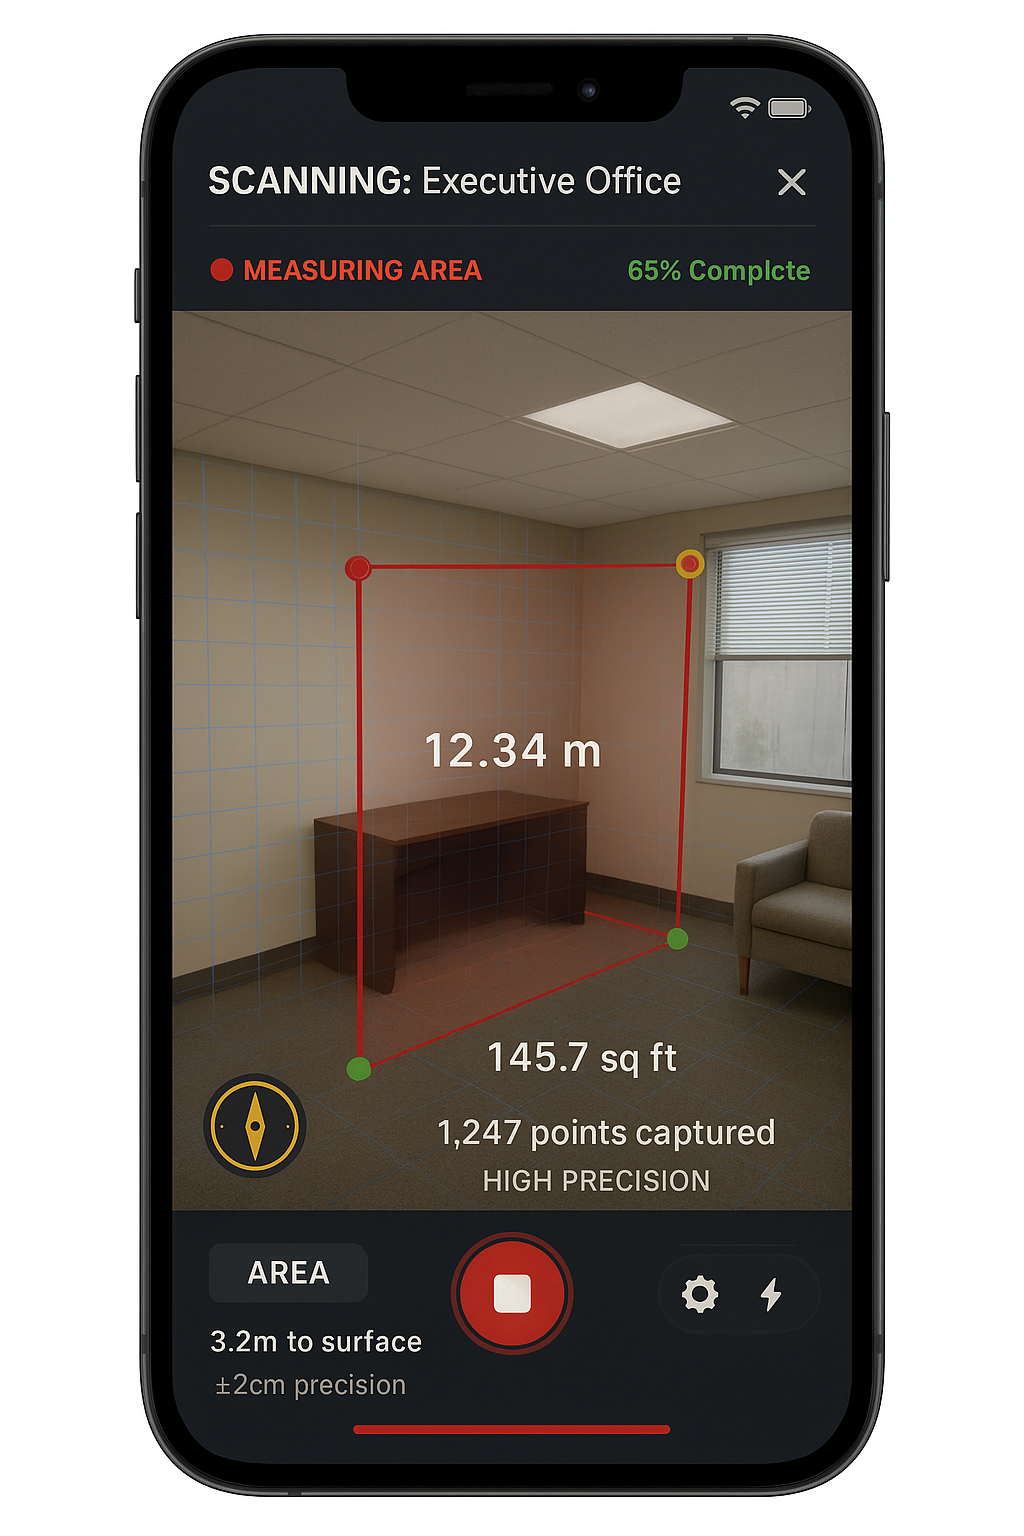 SCANNING: Executive Office
MEASURING AREA
65% Complcte
12.34 m
145.7 sq ft
1,247 points captured
HIGH PRECISION
AREA
3.2m to surface
±2cm precision